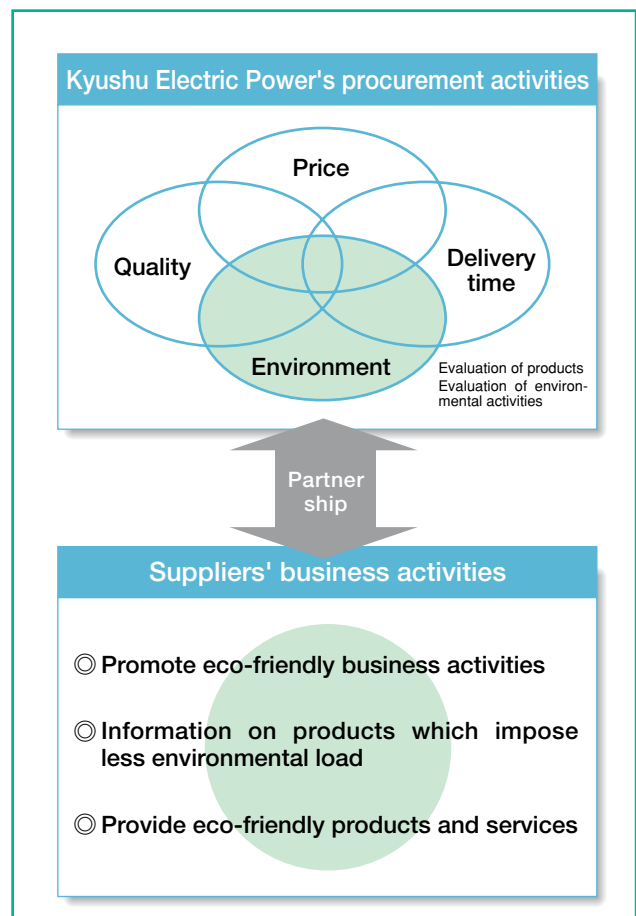 Kyushu Electric Power's procurement activities
Price
Quality
Delivery
time
Environment
Evaluation of products
Evaluation of environ-
mental activities
Partner
ship
Suppliers' business activities
◎ Promote eco-friendly business activities
◎ Information on products which impose
less environmental load
◎ Provide eco-friendly products and services